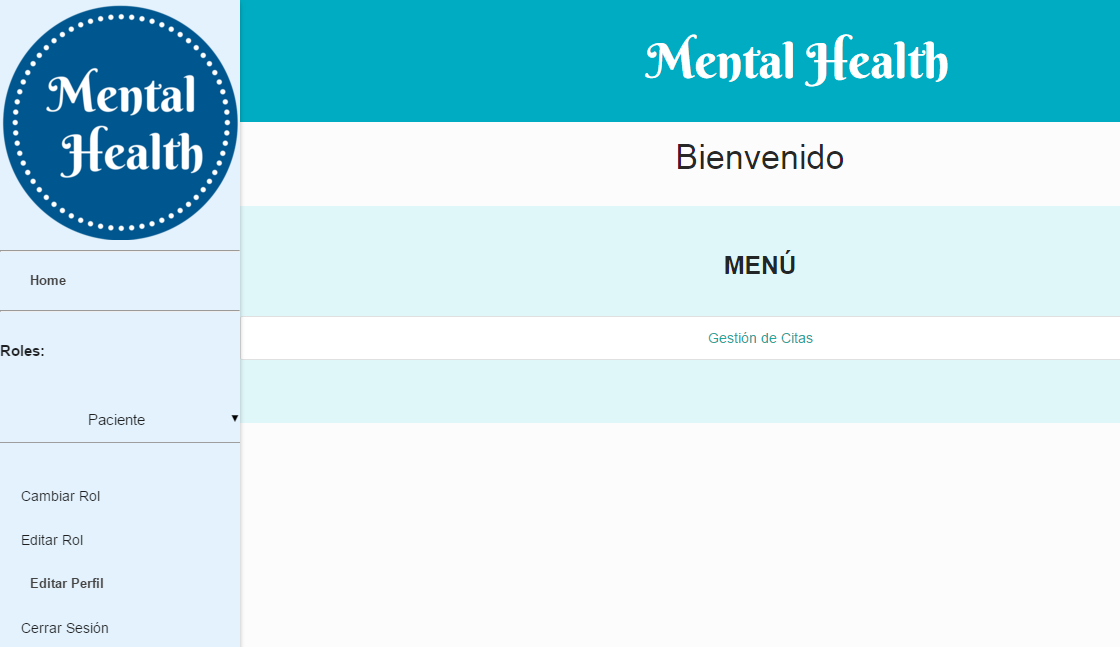 Mental
Health
Home
Roles:
Paciente
Cambiar Rol
Editar Rol
Editar Perfil
Cerrar Sesión
Mental Health
Bienvenido
MENÚ
Gestión de Citas